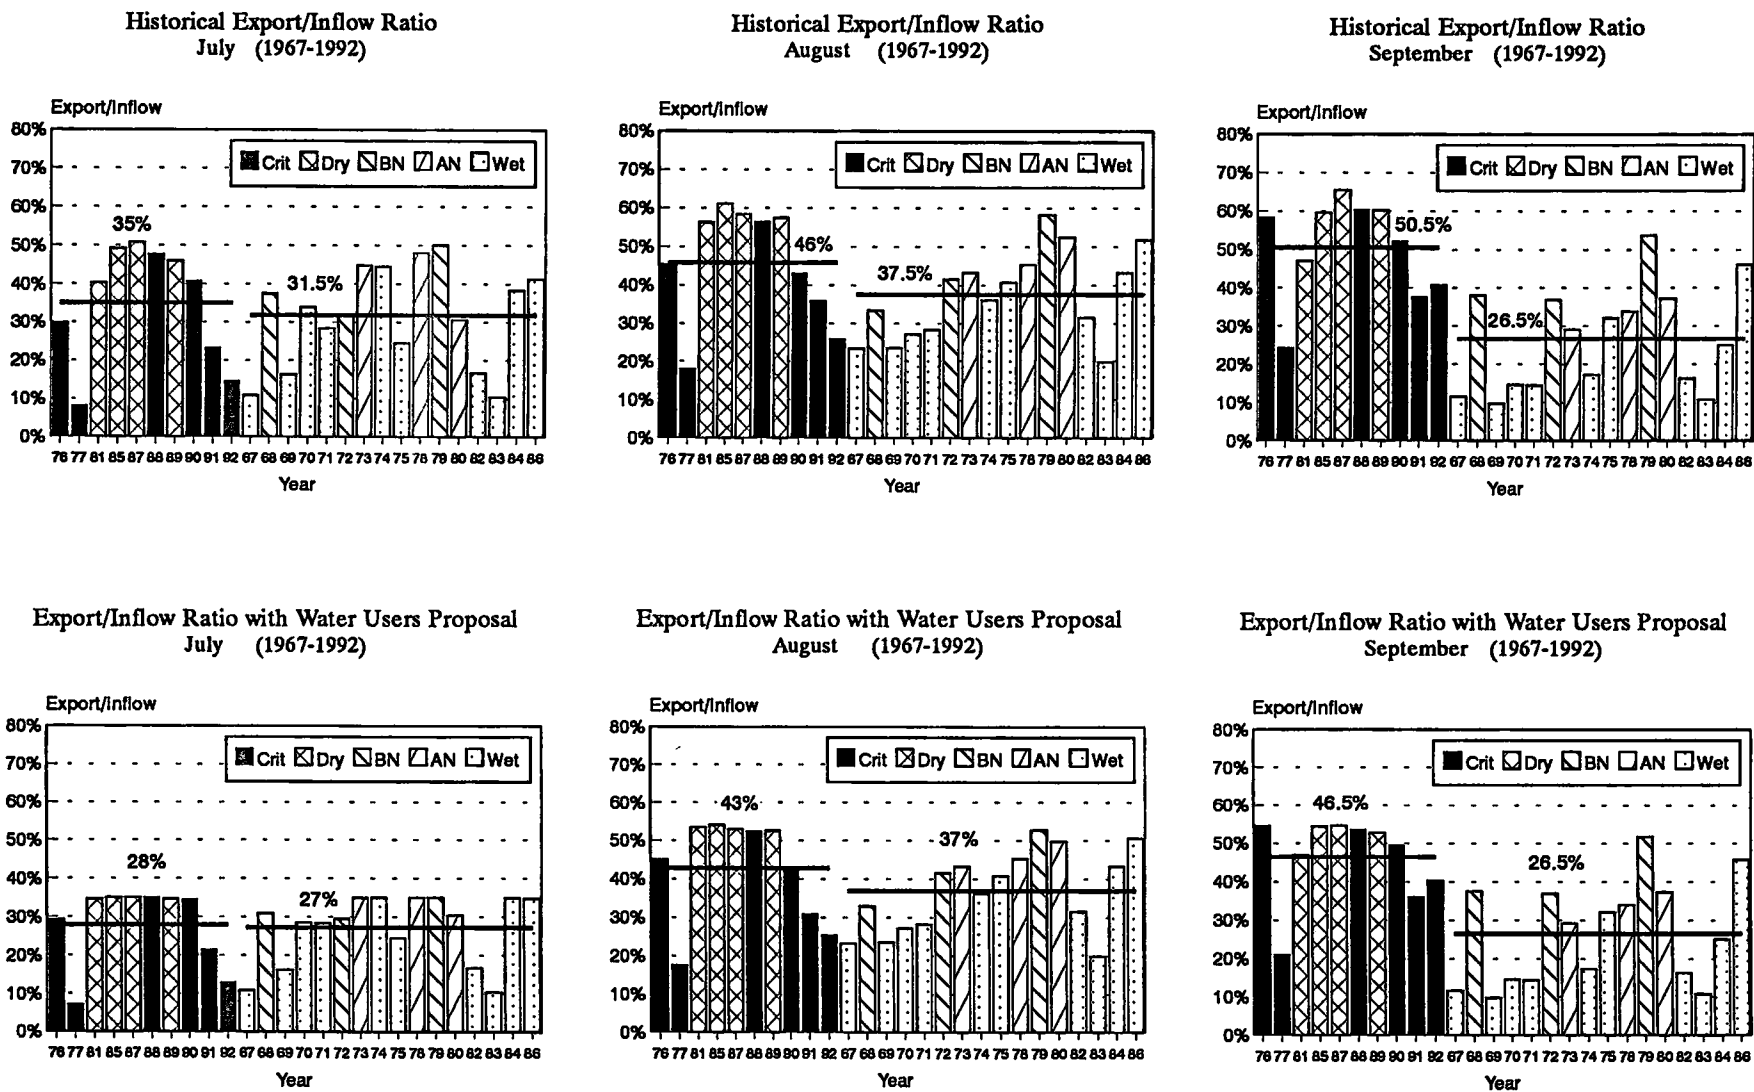 Historical Export/Inflow Ratio
July (1967-1992)
Export/Inflow
80%
70%
60%
50%
40%
30%
20%
10%
0%
Crit Dry BN AN Wet
35%
31.5%
76 77 81 85 87 88 89 90 91 92 67 68 69 70 71 72 73 74 75 78 79 80 82 83 84 86
Year
Historical Export/Inflow Ratio
August (1967-1992)
Export/Inflow
80%
70%
60%
50%
40%
30%
20%
10%
0%
Crit Dry BN AN Wet
46%
37.5%
76 77 81 85 87 88 89 90 91 92 67 68 69 70 71 72 73 74 75 78 79 80 82 83 84 86
Year
Historical Export/Inflow Ratio
September (1967-1992)
Export/Inflow
80%
70%
60%
50%
40%
30%
20%
10%
0%
Crit Dry BN AN Wet
50.5%
26.5%
76 77 81 85 87 88 89 90 91 92 67 68 69 70 71 72 73 74 75 78 79 80 82 83 84 86
Year
Export/Inflow Ratio with Water Users Proposal
July (1967-1992)
Export/Inflow
80%
70%
60%
50%
40%
30%
20%
10%
0%
Crit Dry BN AN Wet
28%
27%
76 77 81 85 87 88 89 90 91 92 67 68 69 70 71 72 73 74 75 78 79 80 82 83 84 86
Year
Export/Inflow Ratio with Water Users Proposal
August (1967-1992)
Export/Inflow
80%
70%
60%
50%
40%
30%
20%
10%
0%
Crit Dry BN AN Wet
43%
37%
76 77 81 85 87 88 89 90 91 92 67 68 69 70 71 72 73 74 75 78 79 80 82 83 84 86
Year
Export/Inflow Ratio with Water Users Proposal
September (1967-1992)
Export/Inflow
80%
70%
60%
50%
40%
30%
20%
10%
0%
Crit Dry BN AN Wet
46.5%
26.5%
76 77 81 85 87 88 89 90 91 92 67 68 69 70 71 72 73 74 75 78 79 80 82 83 84 86
Year